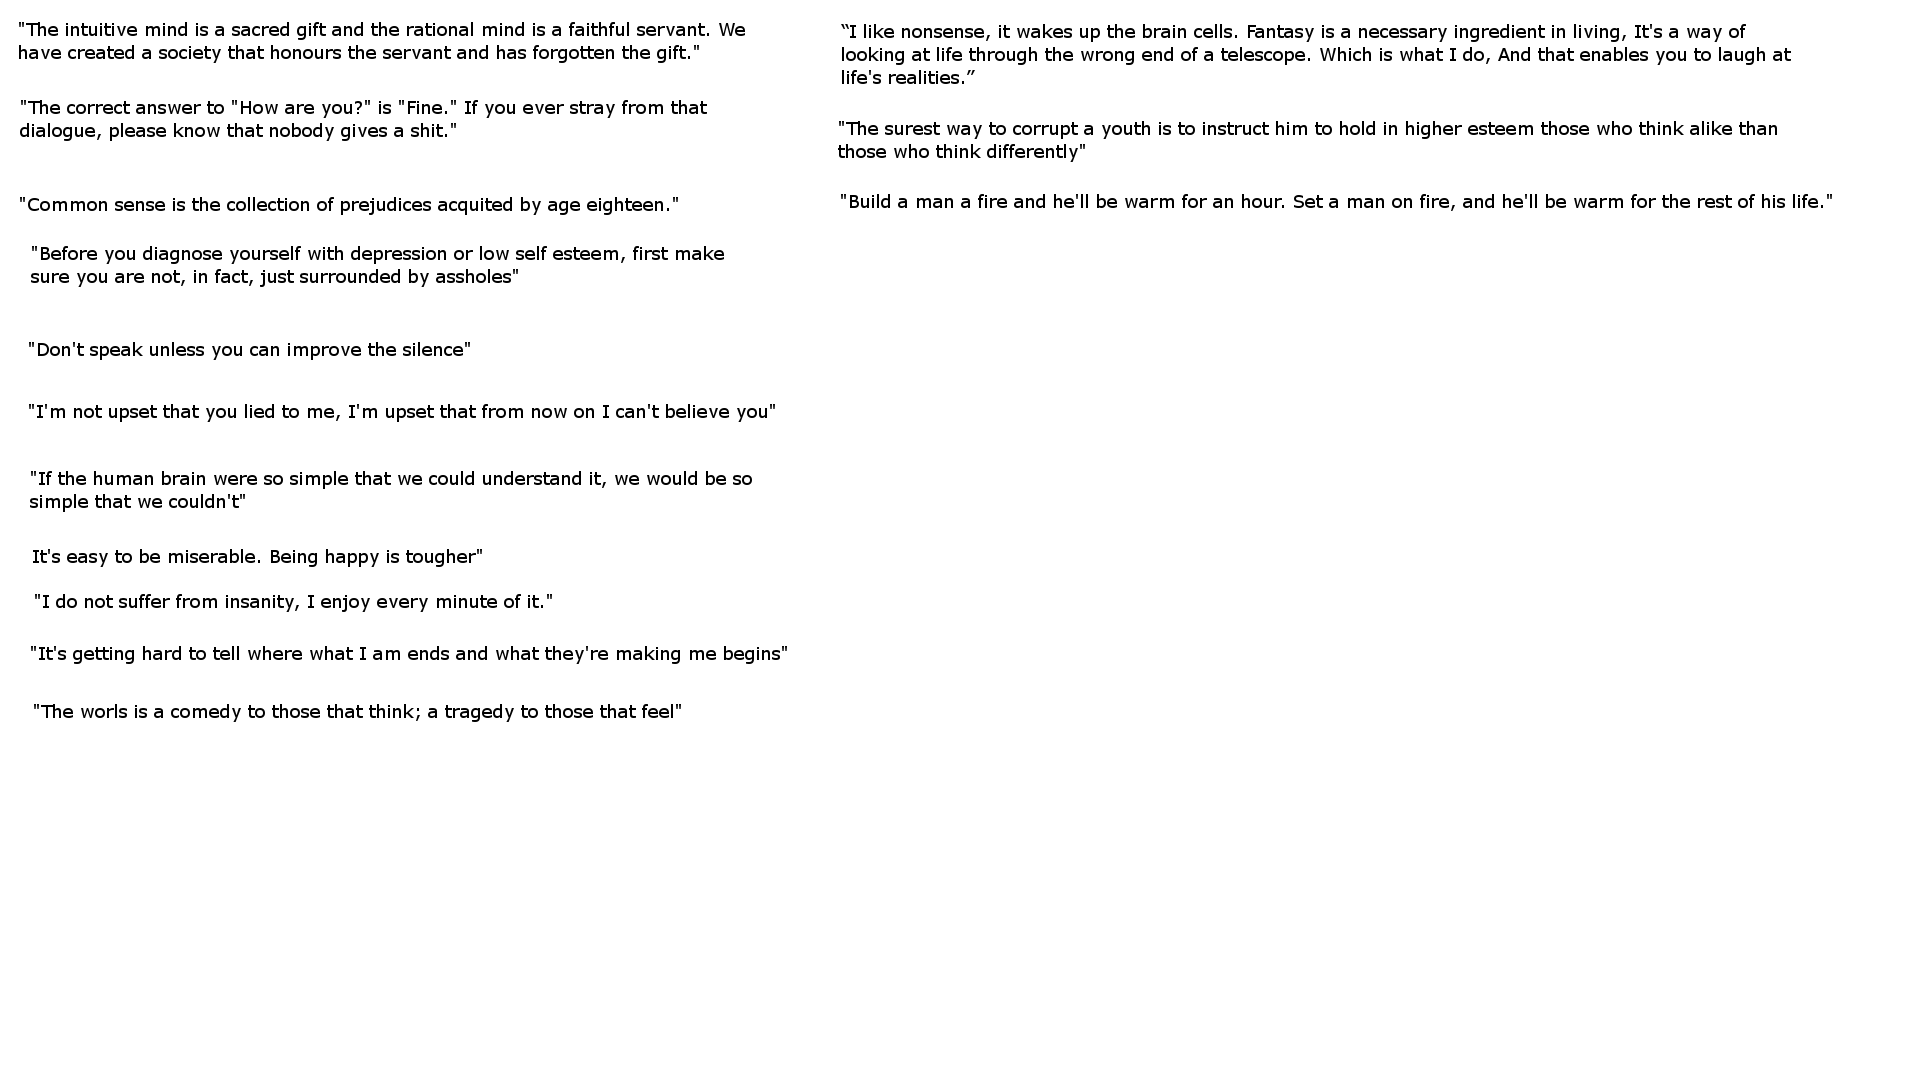 "The intuitive mind is a sacred gift and the rational mind is a faithful servant. We
have created a society that honours the servant and has forgotten the gift."
"The correct answer to "How are you?" is "Fine." If you ever stray from that
dialogue, please know that nobody gives a shit."
"Common sense is the collection of prejudices acquited by age eighteen."
"Before you diagnose yourself with depression or low self esteem, first make
sure you are not, in fact, just surrounded by assholes"
"Don't speak unless you can improve the silence"
"I'm not upset that you lied to me, I'm upset that from now on I can't believe you"
"If the human brain were so simple that we could understand it, we would be so
simple that we couldn't"
It's easy to be miserable. Being happy is tougher"
"I do not suffer from insanity, I enjoy every minute of it."
"It's getting hard to tell where what I am ends and what they're making me begins"
"The worls is a comedy to those that think; a tragedy to those that feel"
“I like nonsense, it wakes up the brain cells. Fantasy is a necessary ingredient in living, It's a way of
looking at life through the wrong end of a telescope. Which is what I do, And that enables you to laugh at
life's realities.”
"The surest way to corrupt a youth is to instruct him to hold in higher esteem those who think alike than
those who think differently"
"Build a man a fire and he'll be warm for an hour. Set a man on fire, and he'll be warm for the rest of his life."